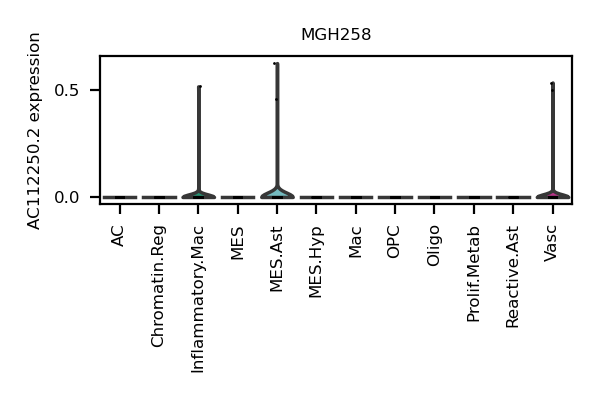 MGH258
AC112250.2 expression
0.5
0.0
AC
Chromatin.Reg
Inflammatory.Mac
MES
MES.Ast
MES.Hyp
Mac
OPC
Oligo
Prolif.Metab
Reactive.Ast
Vasc